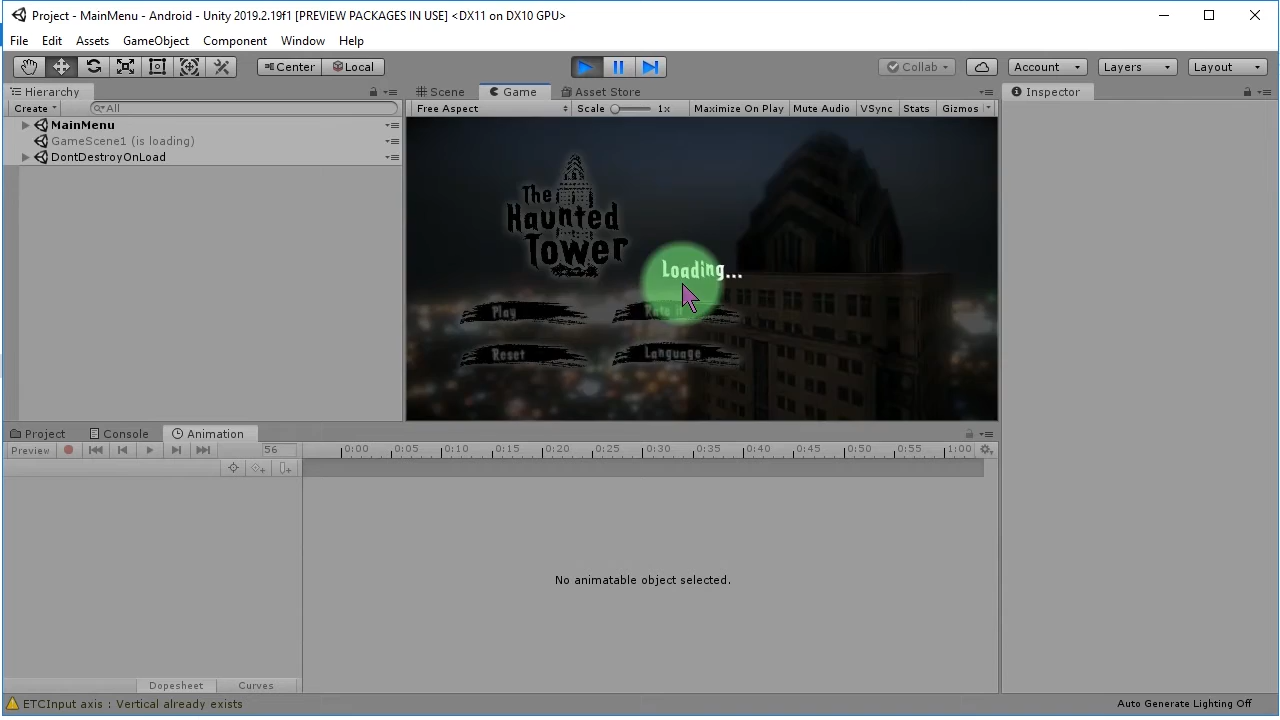 Project - MainMenu - Android - Unity 2019.2.19f1 [PREVIEW PACKAGES IN USE] <DX11 on DX10 GPU>
File Edit Assets GameObject Component Window Help
Center Local Collab Account Layers Layout
Hierarchy
Scene Game Asset Store
Inspector
Create All
Free Aspect Scale 1x Maximize On Play Mute Audio VSync Stats Gizmos
MainMenu
GameScene1 (is loading)
DontDestroyOnLoad
The
Haunted
Tower
Loading...
Play Rate it
Reset Language
Project Console Animation
Preview 56 0:00 0:05 0:10 0:15 0:20 0:25 0:30 0:35 0:40 0:45 0:50 0:55 1:00
No animatable object selected.
Dopesheet Curves
ETCInput axis : Vertical already exists
Auto Generate Lighting Off